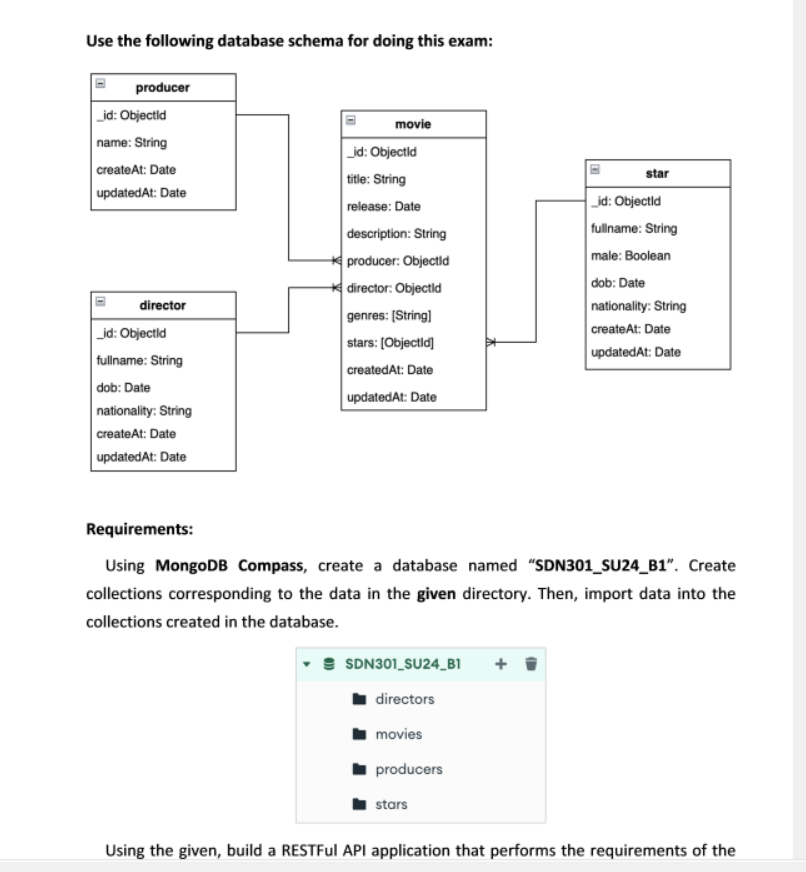 Use the following database schema for doing this exam:
producer
_id: ObjectId
name: String
createAt: Date
updatedAt: Date
movie
_id: ObjectId
title: String
release: Date
description: String
producer: ObjectId
director: ObjectId
genres: [String]
stars: [ObjectId]
createdAt: Date
updatedAt: Date
star
_id: ObjectId
fullname: String
male: Boolean
dob: Date
nationality: String
createAt: Date
updatedAt: Date
director
_id: ObjectId
fullname: String
dob: Date
nationality: String
createAt: Date
updatedAt: Date
Requirements:
Using MongoDB Compass, create a database named “SDN301_SU24_B1”. Create
collections corresponding to the data in the given directory. Then, import data into the
collections created in the database.
SDN301_SU24_B1 +
directors
movies
producers
stars
Using the given, build a RESTFul API application that performs the requirements of the